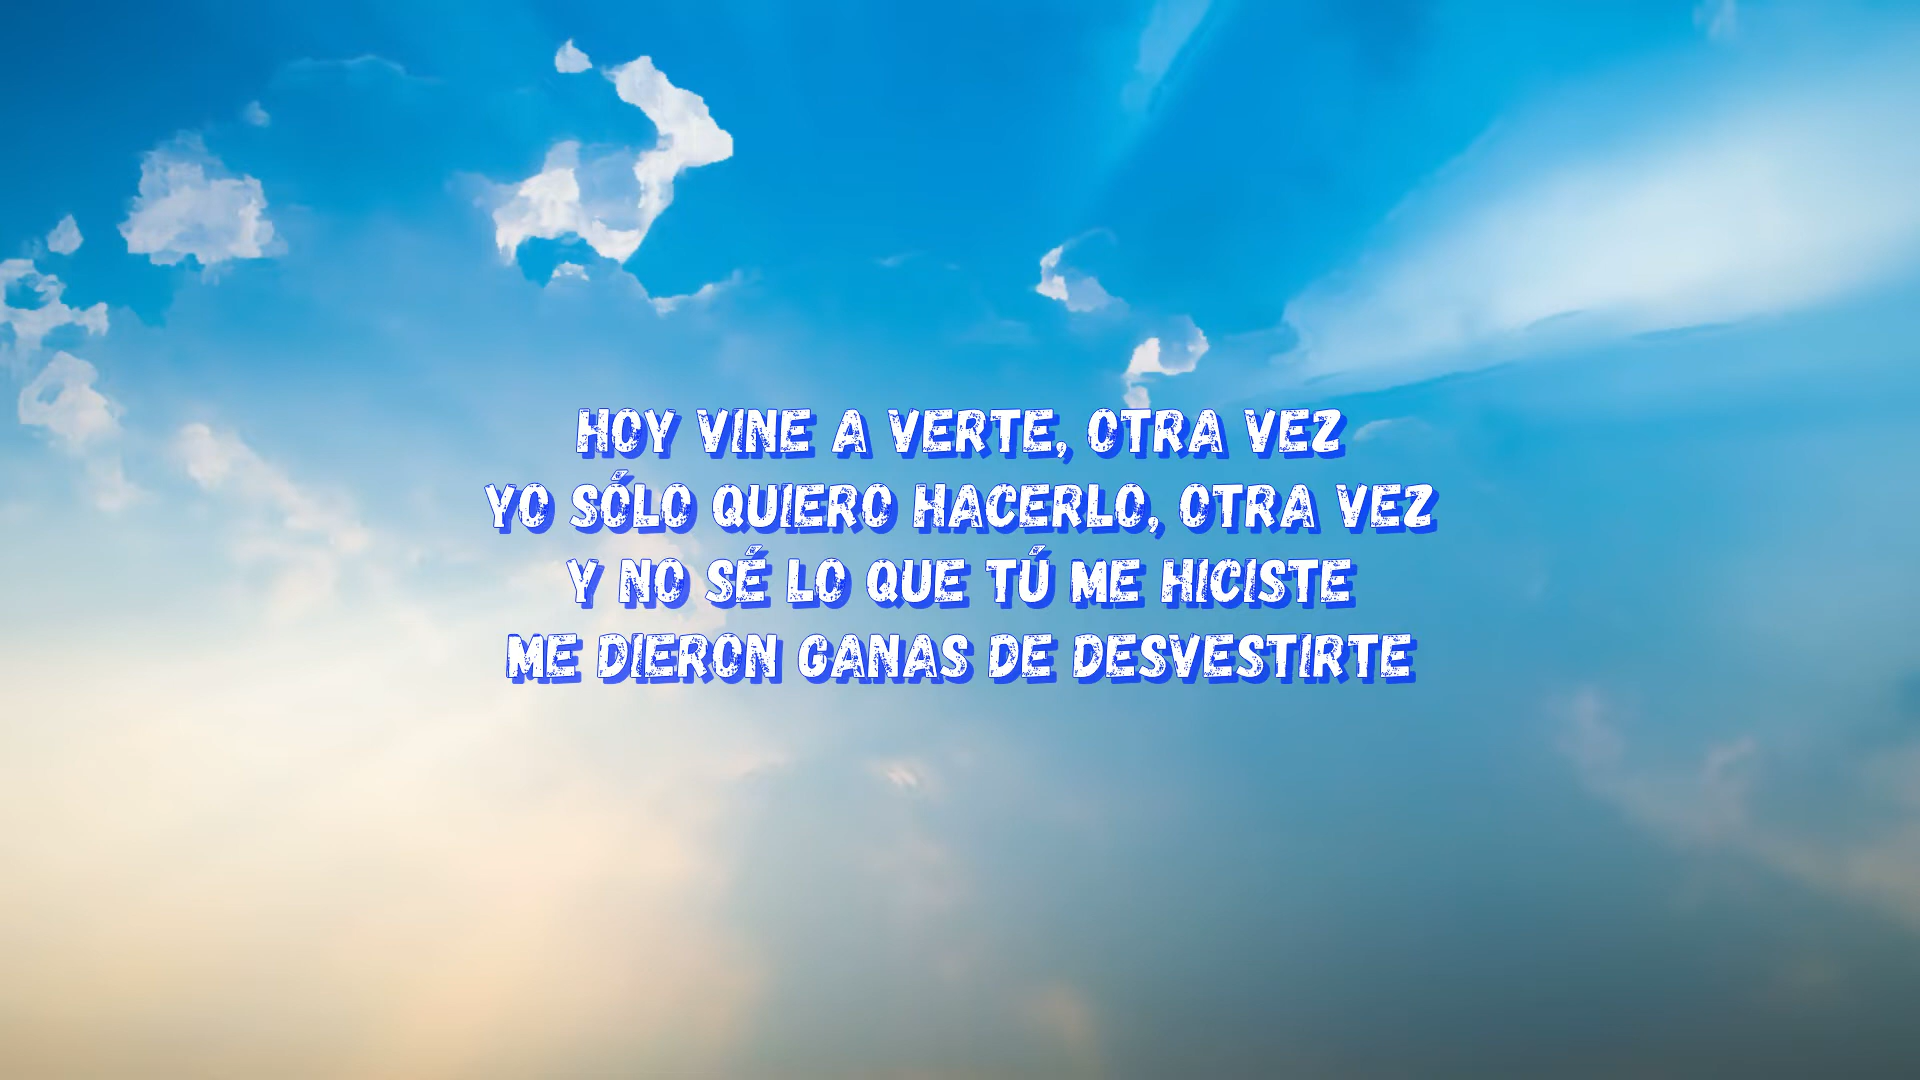 HOY VINE A VERTE, OTRA VEZ
YO SÓLO QUIERO HACERLO, OTRA VEZ
Y NO SÉ LO QUE TÚ ME HICISTE
ME DIERON GANAS DE DESVESTIRTE